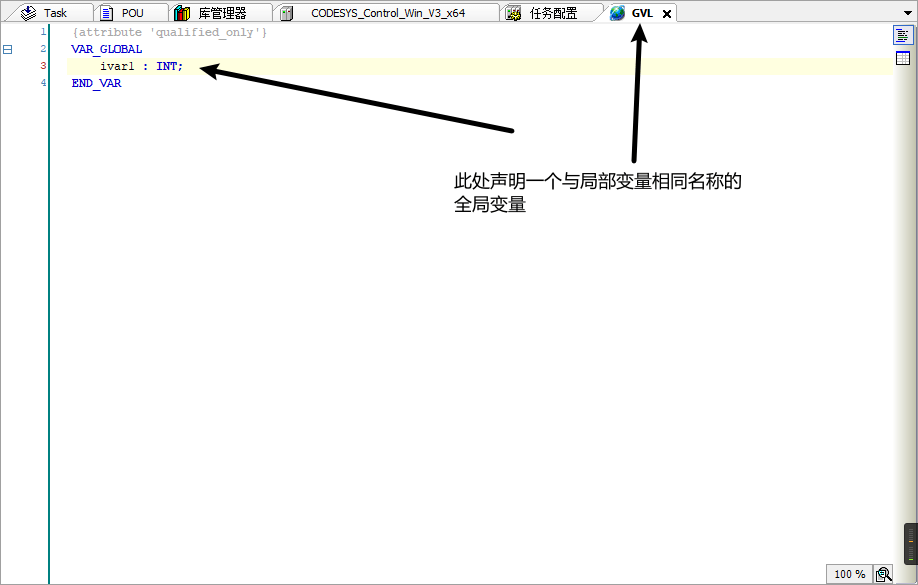 Task POU 库管理器 CODESYS_Control_Win_V3_x64 任务配置 GVL
1 {attribute 'qualified_only'}
2 VAR_GLOBAL
3 ivar1 : INT;
4 END_VAR
此处声明一个与局部变量相同名称的
全局变量
100 %